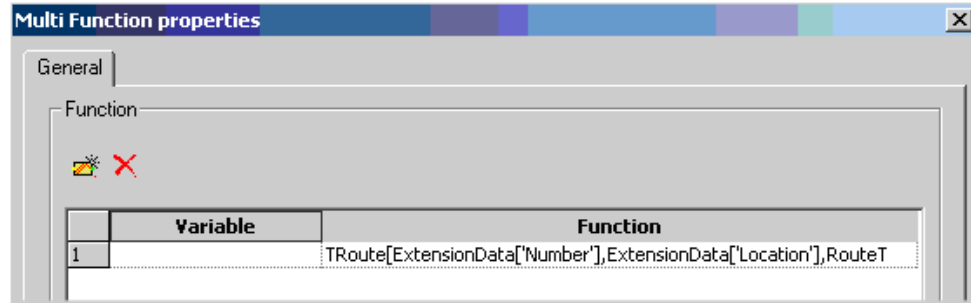 Multi Function properties
General
Function
Variable Function
1 TRoute[ExtensionData['Number'],ExtensionData['Location'],RouteT